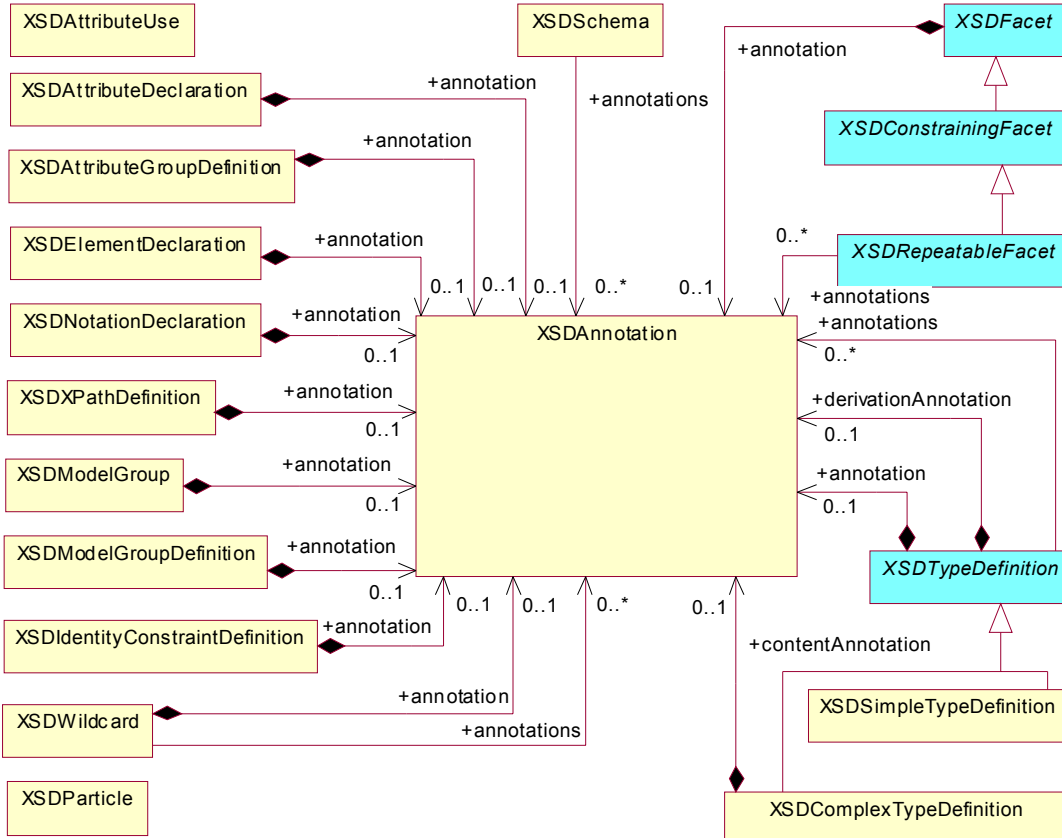 XSDAttributeUse
XSDSchema
XSDFacet
+annotation
XSDAttributeDeclaration
+annotation
+annotations
XSDConstrainingFacet
XSDAttributeGroupDefinition
+annotation
XSDElementDeclaration
+annotation
0..*
XSDRepeatableFacet
0..1
0..1
0..1
0..*
0..1
+annotations
XSDNotationDeclaration
+annotation
0..1
XSDAnnotation
+annotations
0..*
XSDXPathDefinition
+annotation
0..1
+derivationAnnotation
0..1
XSDModelGroup
+annotation
0..1
+annotation
0..1
XSDModelGroupDefinition
+annotation
0..1
XSDTypeDefinition
0..1
0..1
0..*
0..1
XSDIdentityConstraintDefinition
+annotation
+contentAnnotation
XSDWildcard
+annotation
+annotations
XSDSimpleTypeDefinition
XSDParticle
XSDComplexTypeDefinition